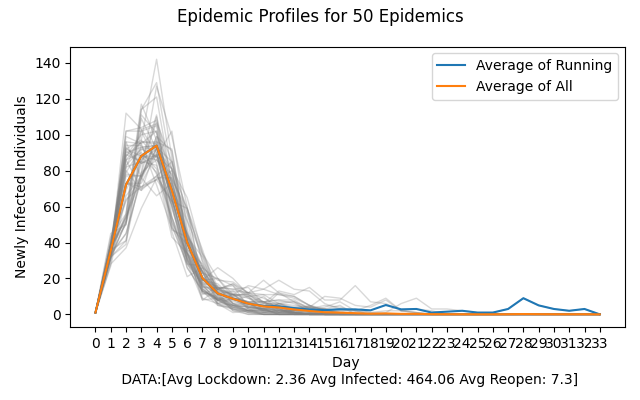 Epidemic Profiles for 50 Epidemics
Average of Running
Average of All
140
120
100
80
60
40
20
0
Newly Infected Individuals
0 1 2 3 4 5 6 7 8 9 10 11 12 13 14 15 16 17 18 19 20 21 22 23 24 25 26 27 28 29 30 31 32 33
Day
DATA:[Avg Lockdown: 2.36 Avg Infected: 464.06 Avg Reopen: 7.3]